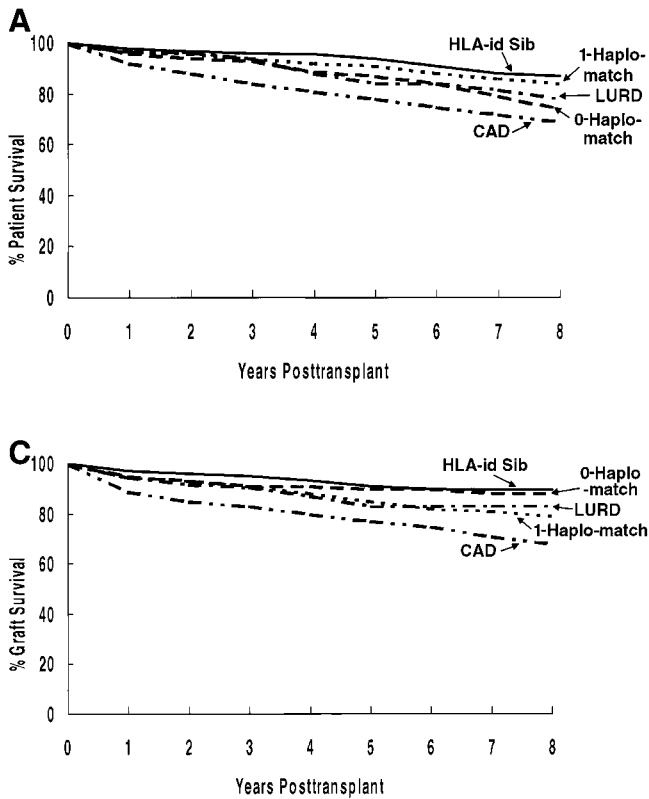 A
100
80
60
40
20
0
% Patient Survival
HLA-id Sib
1-Haplo-
match
LURD
0-Haplo-
match
CAD
0 1 2 3 4 5 6 7 8
Years Posttransplant
C
100
80
60
40
20
0
% Graft Survival
HLA-id Sib
0-Haplo
-match
LURD
1-Haplo-match
CAD
0 1 2 3 4 5 6 7 8
Years Posttransplant